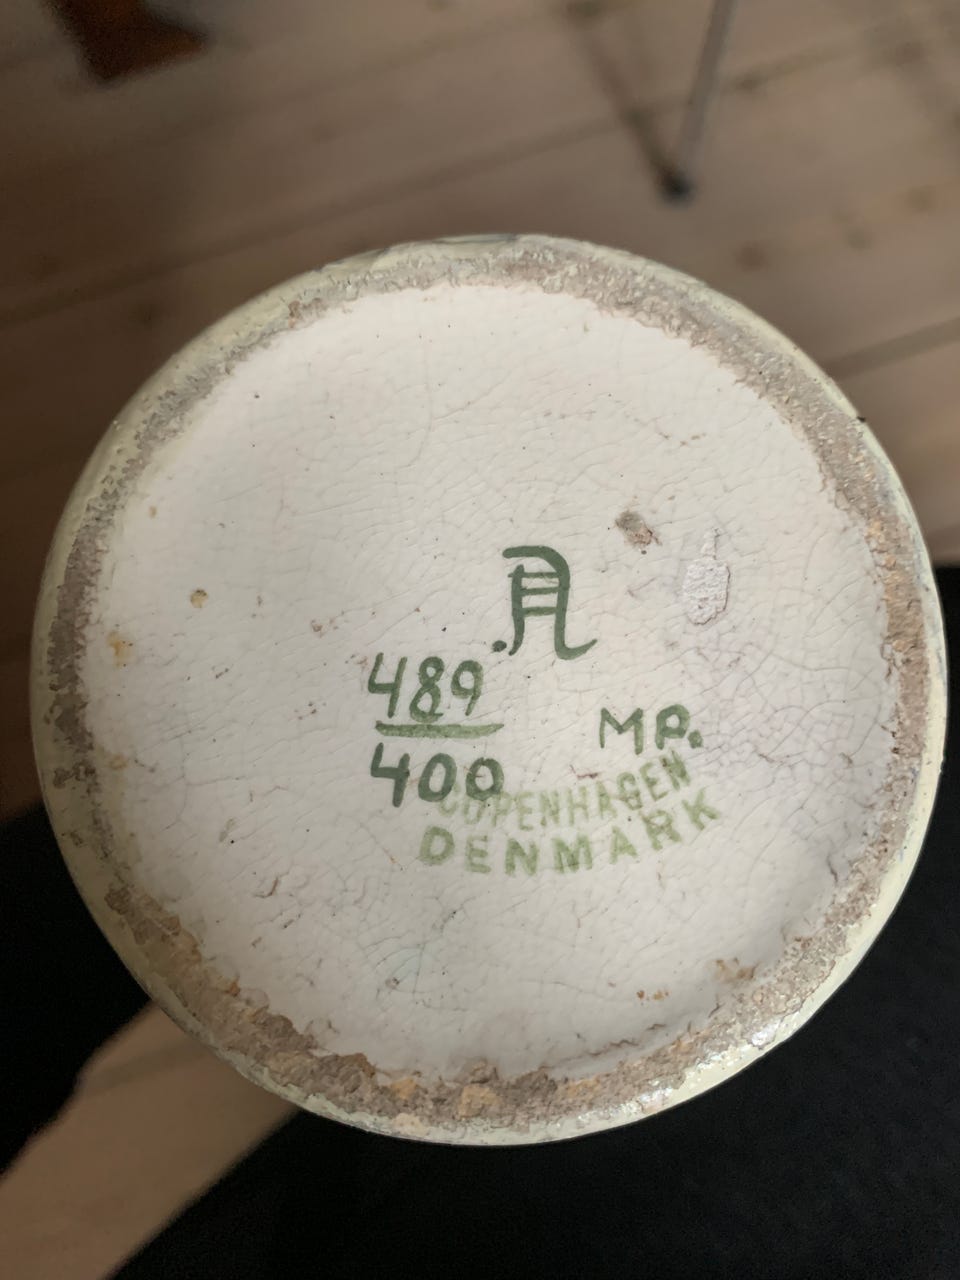 489
400
MP.
COPENHAGEN
DENMARK